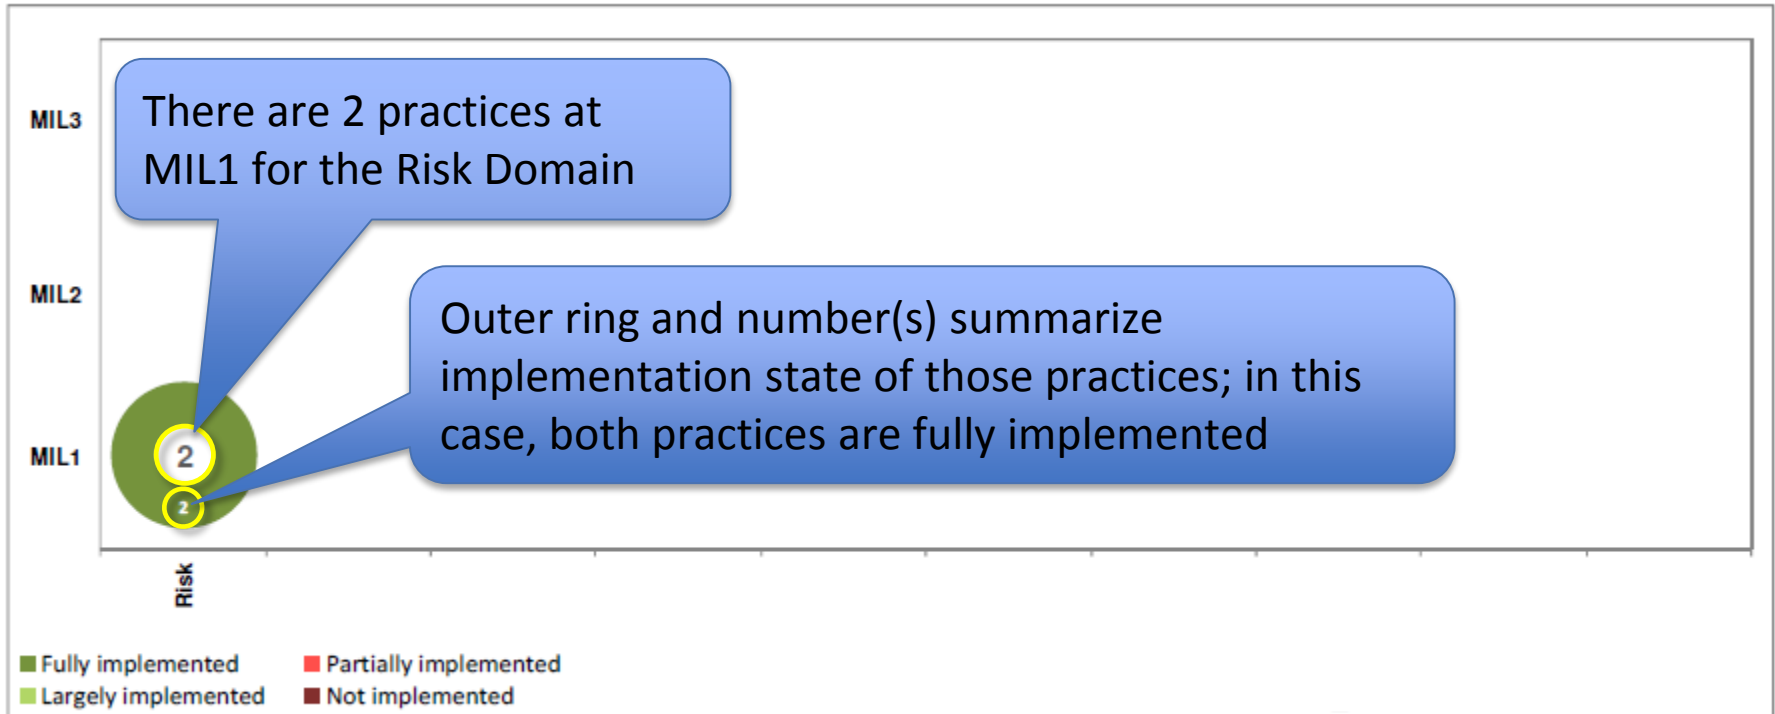 There are 2 practices at
MIL1 for the Risk Domain
MIL3
MIL2
Outer ring and number(s) summarize
implementation state of those practices; in this
case, both practices are fully implemented
MIL1
2
2
Risk
Fully implemented
Partially implemented
Largely implemented
Not implemented